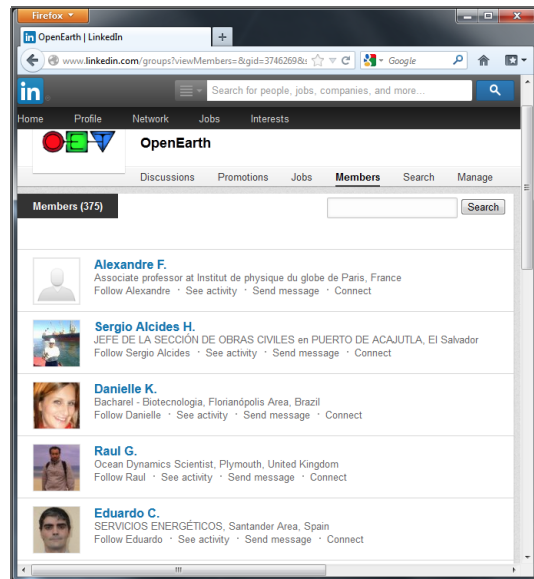 Firefox
OpenEarth | LinkedIn
www.linkedin.com/groups?viewMembers=&gid=3746269&s
Google
in
Search for people, jobs, companies, and more...
Home Profile Network Jobs Interests
OET
OpenEarth
Discussions Promotions Jobs Members Search Manage
Members (375)
Search
Alexandre F.
Associate professor at Institut de physique du globe de Paris, France
Follow Alexandre · See activity · Send message · Connect
Sergio Alcides H.
JEFE DE LA SECCIÓN DE OBRAS CIVILES en PUERTO DE ACAJUTLA, El Salvador
Follow Sergio Alcides · See activity · Send message · Connect
Danielle K.
Bacharel - Biotecnologia, Florianópolis Area, Brazil
Follow Danielle · See activity · Send message · Connect
Raul G.
Ocean Dynamics Scientist, Plymouth, United Kingdom
Follow Raul · See activity · Send message · Connect
Eduardo C.
SERVICIOS ENERGÉTICOS, Santander Area, Spain
Follow Eduardo · See activity · Send message · Connect